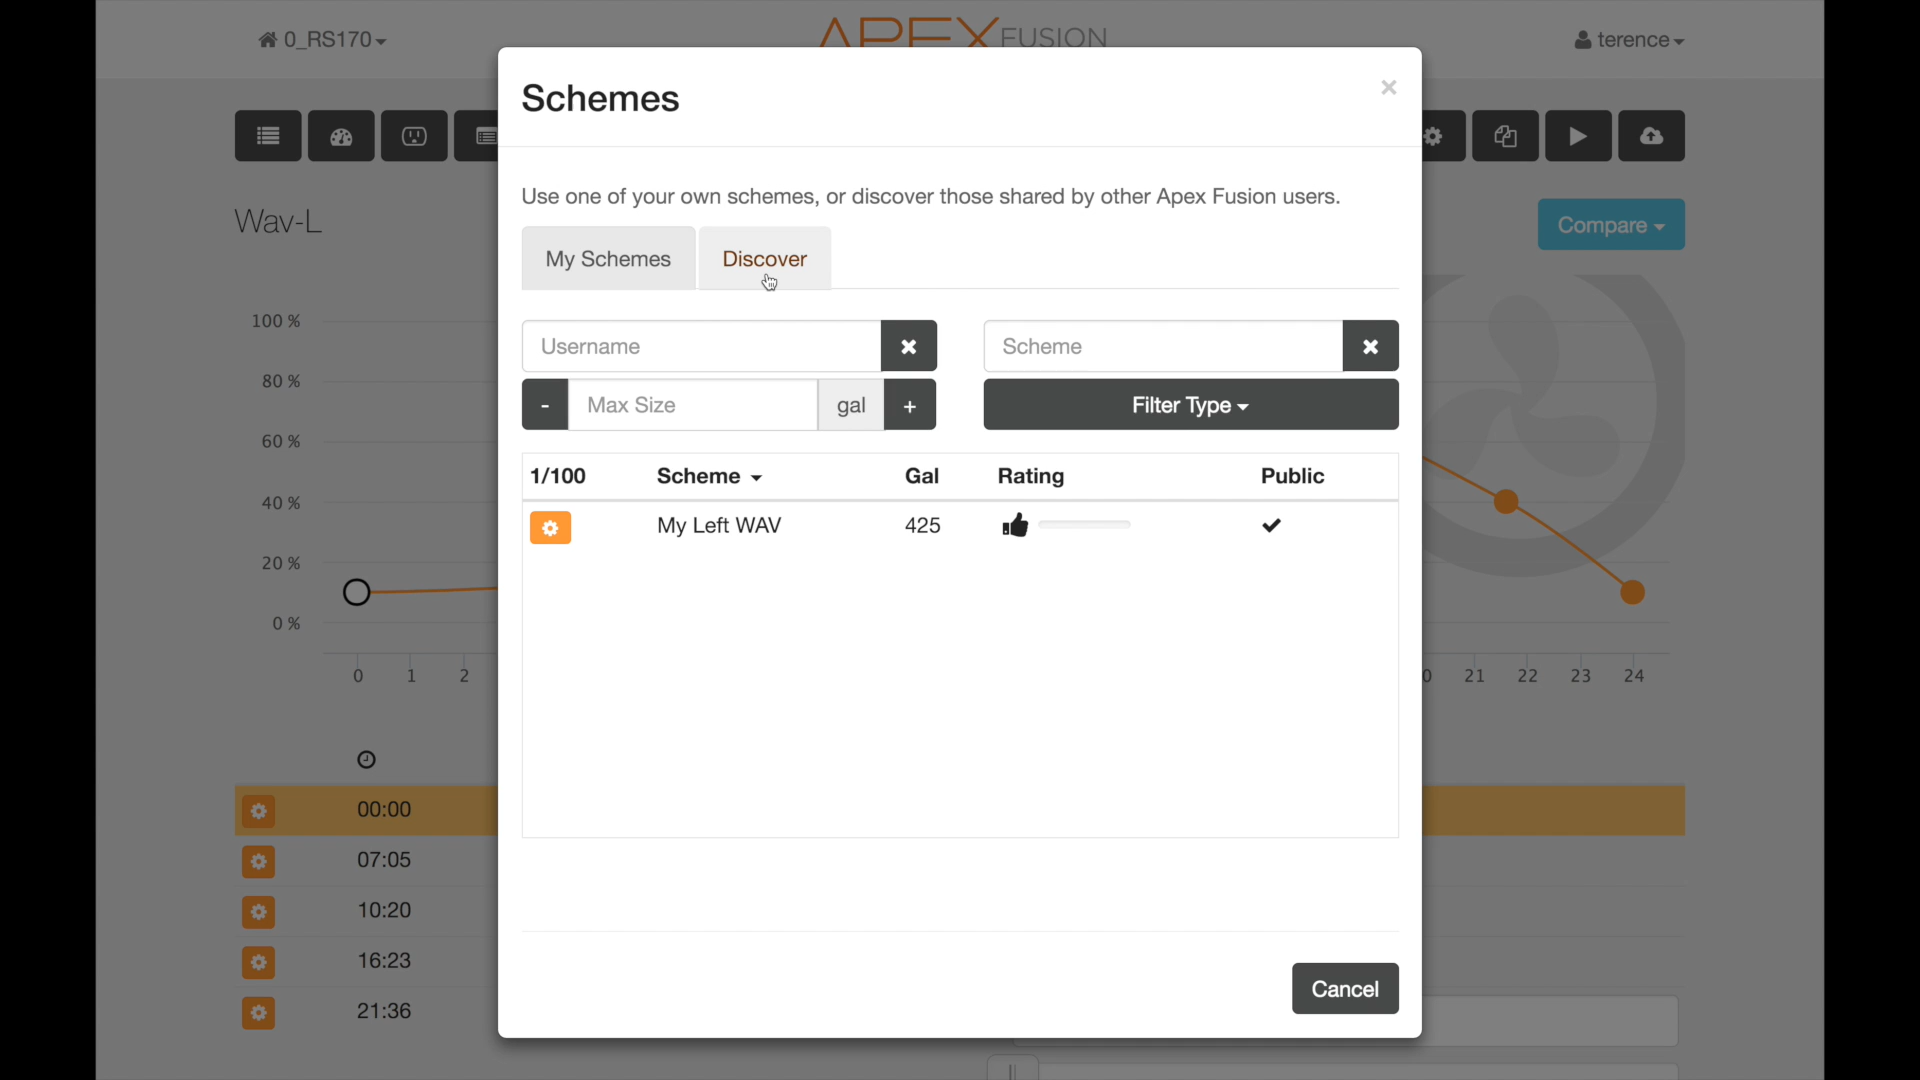 0_RS170
APEX FUSION
terence
Schemes
×
Use one of your own schemes, or discover those shared by other Apex Fusion users.
My Schemes
Discover
Wav-L
Compare
Username
Scheme
-
Max Size
gal
+
Filter Type
1/100
Scheme
Gal
Rating
Public
My Left WAV
425
100 %
80 %
60 %
40 %
20 %
0 %
0 1 2
0 21 22 23 24
00:00
07:05
10:20
16:23
21:36
Cancel